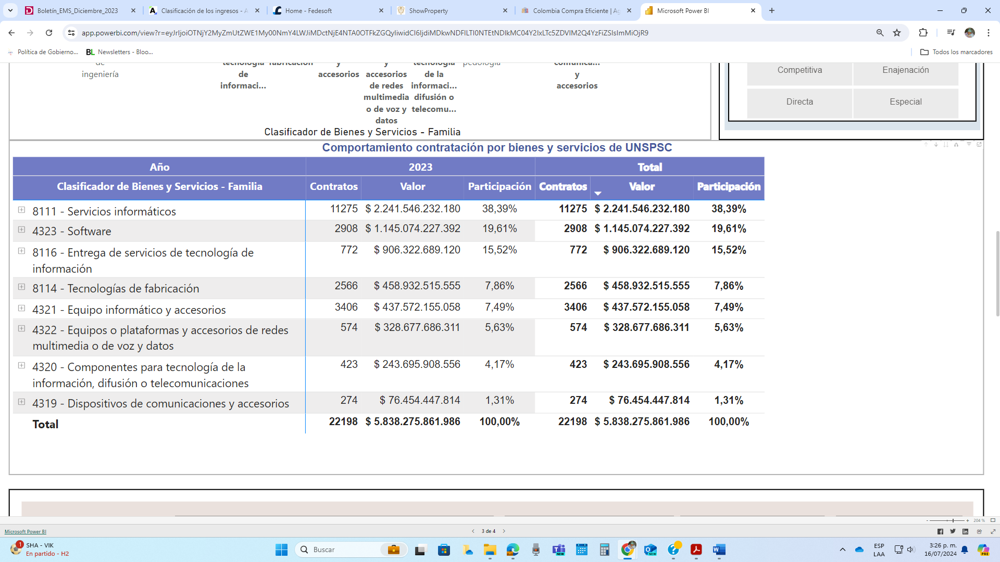 Boletín_EMS_Diciembre_2023
Clasificación de los ingresos - A
Home - Fedesoft
ShowProperty
Colombia Compra Eficiente | Ag
Microsoft Power BI
Política de Gobierno...
BL Newsletters - Bloo...
Todos los marcadores
ingeniería
de
informaci...
accesorios
y
accesorios
de redes
multimedia
o de voz y
datos
de la
informaci...
difusión o
telecomu...
y
accesorios
Clasificador de Bienes y Servicios - Familia
Competitiva
Enajenación
Directa
Especial
Comportamiento contratación por bienes y servicios de UNSPSC
Año 2023 Total
Clasificador de Bienes y Servicios - Familia Contratos Valor Participación Contratos Valor Participación
8111 - Servicios informáticos 11275 $ 2.241.546.232.180 38,39% 11275 $ 2.241.546.232.180 38,39%
4323 - Software 2908 $ 1.145.074.227.392 19,61% 2908 $ 1.145.074.227.392 19,61%
8116 - Entrega de servicios de tecnología de 772 $ 906.322.689.120 15,52% 772 $ 906.322.689.120 15,52%
información
8114 - Tecnologías de fabricación 2566 $ 458.932.515.555 7,86% 2566 $ 458.932.515.555 7,86%
4321 - Equipo informático y accesorios 3406 $ 437.572.155.058 7,49% 3406 $ 437.572.155.058 7,49%
4322 - Equipos o plataformas y accesorios de redes 574 $ 328.677.686.311 5,63% 574 $ 328.677.686.311 5,63%
multimedia o de voz y datos
4320 - Componentes para tecnología de la 423 $ 243.695.908.556 4,17% 423 $ 243.695.908.556 4,17%
información, difusión o telecomunicaciones
4319 - Dispositivos de comunicaciones y accesorios 274 $ 76.454.447.814 1,31% 274 $ 76.454.447.814 1,31%
Total 22198 $ 5.838.275.861.986 100,00% 22198 $ 5.838.275.861.986 100,00%
- + 204 %
Microsoft Power BI
3 de 4
1
SHA - VIK
En partido - H2
Buscar
NEW
NEW
PRE
ESP
LAA
3:26 p. m.
16/07/2024